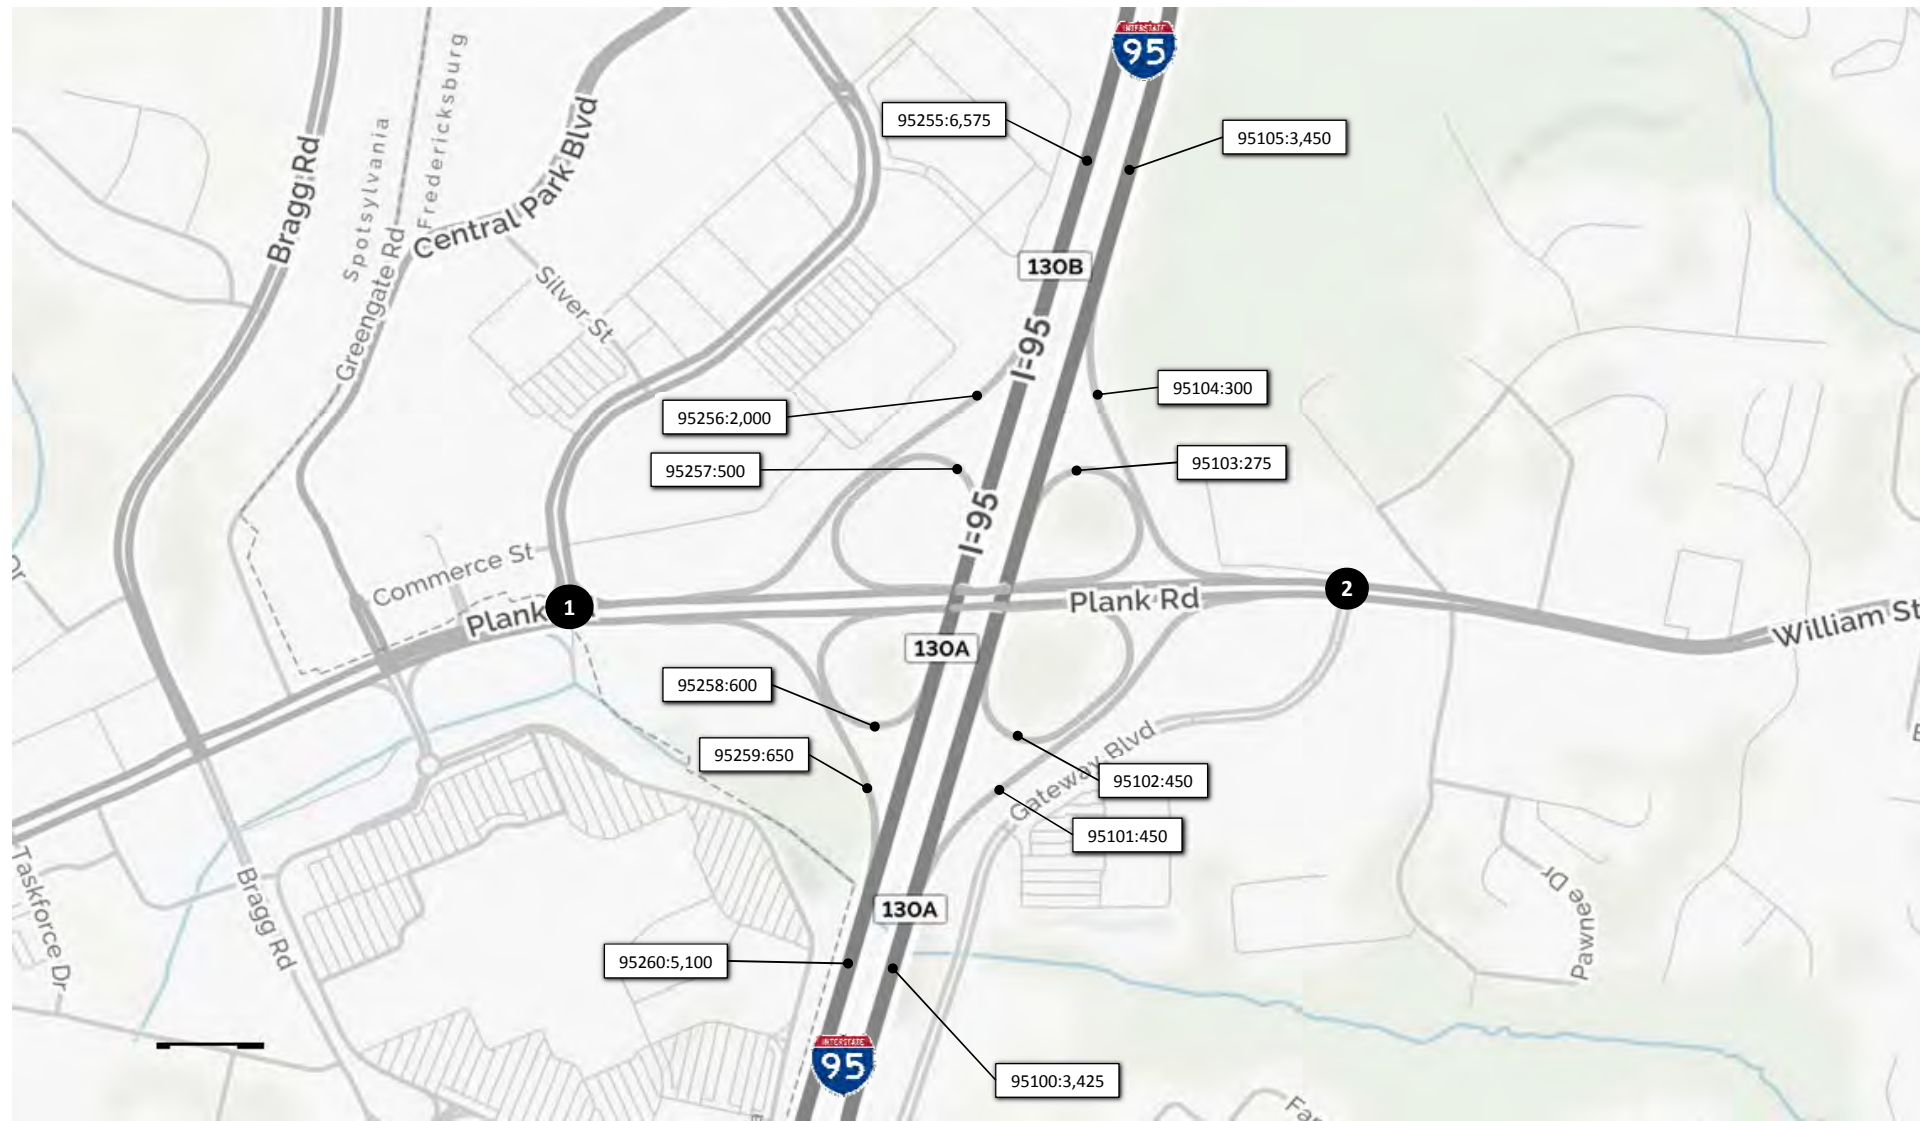 INTERSTATE
95
Bragg Rd
Spotsylvania
Fredericksburg
Central Park Blvd
Greengate Rd
95255:6,575
95105:3,450
130B
Silver St
I-95
95256:2,000
95104:300
95257:500
95103:275
I-95
Commerce St
Dr
Plank
1
Plank Rd
2
William St
130A
95258:600
95259:650
Gateway Blvd
95102:450
95101:450
Taskforce Dr
Bragg Rd
130A
Pawnee Dr
95260:5,100
INTERSTATE
95
95100:3,425